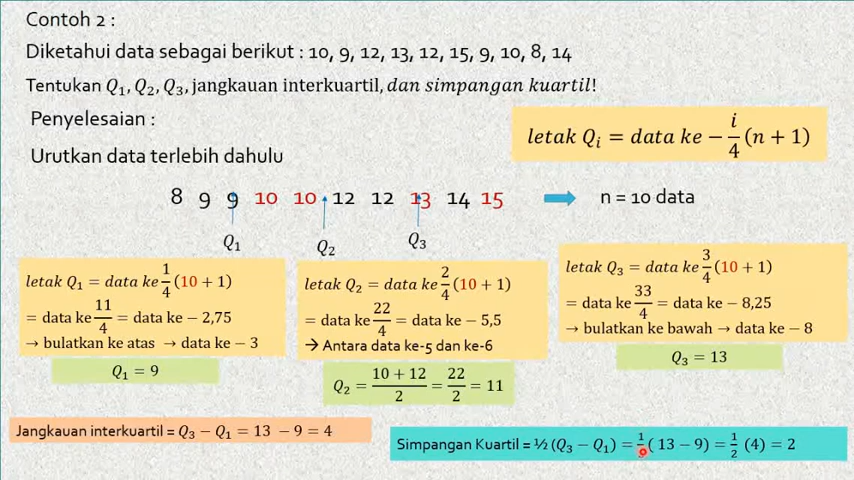 Contoh 2 :
Diketahui data sebagai berikut : 10, 9, 12, 13, 12, 15, 9, 10, 8, 14
Tentukan Q₁, Q₂, Q₃, jangkauan interkuartil, dan simpangan kuartil!
Penyelesaian :
letak Qᵢ = data ke − i/4 (n + 1)
Urutkan data terlebih dahulu
8 9 9 10 10 12 12 13 14 15 n = 10 data
Q₁ Q₂ Q₃
letak Q₁ = data ke 1/4 (10 + 1)
= data ke 11/4 = data ke − 2,75
→ bulatkan ke atas → data ke − 3
Q₁ = 9
letak Q₂ = data ke 2/4 (10 + 1)
= data ke 22/4 = data ke − 5,5
→ Antara data ke-5 dan ke-6
Q₂ = (10 + 12)/2 = 22/2 = 11
letak Q₃ = data ke 3/4 (10 + 1)
= data ke 33/4 = data ke − 8,25
→ bulatkan ke bawah → data ke − 8
Q₃ = 13
Jangkauan interkuartil = Q₃ − Q₁ = 13 − 9 = 4
Simpangan Kuartil = ½ (Q₃ − Q₁) = 1/2 ( 13 − 9) = 1/2 (4) = 2